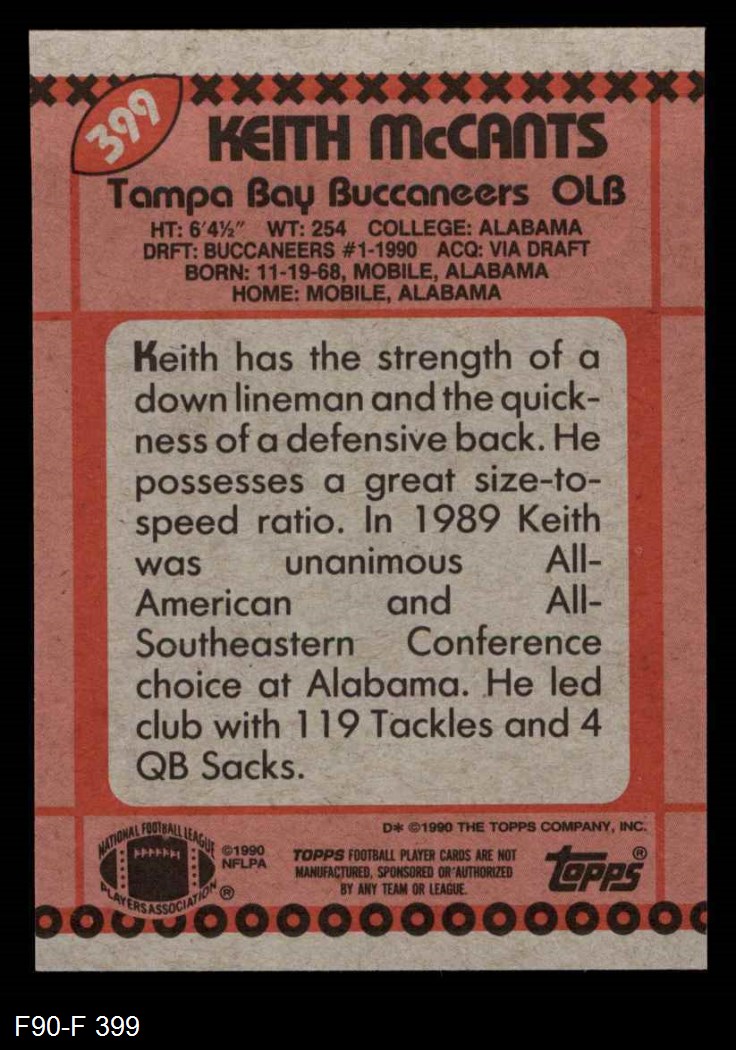 399
KEITH McCANTS
Tampa Bay Buccaneers OLB
HT: 6'4½" WT: 254 COLLEGE: ALABAMA
DRFT: BUCCANEERS #1-1990 ACQ: VIA DRAFT
BORN: 11-19-68, MOBILE, ALABAMA
HOME: MOBILE, ALABAMA
Keith has the strength of a
down lineman and the quick-
ness of a defensive back. He
possesses a great size-to-
speed ratio. In 1989 Keith
was unanimous All-
American and All-
Southeastern Conference
choice at Alabama. He led
club with 119 Tackles and 4
QB Sacks.
D* ©1990 THE TOPPS COMPANY, INC.
NATIONAL FOOTBALL LEAGUE
PLAYERS ASSOCIATION ®
©1990
NFLPA
TOPPS FOOTBALL PLAYER CARDS ARE NOT
MANUFACTURED, SPONSORED OR AUTHORIZED
BY ANY TEAM OR LEAGUE.
topps®
F90-F 399